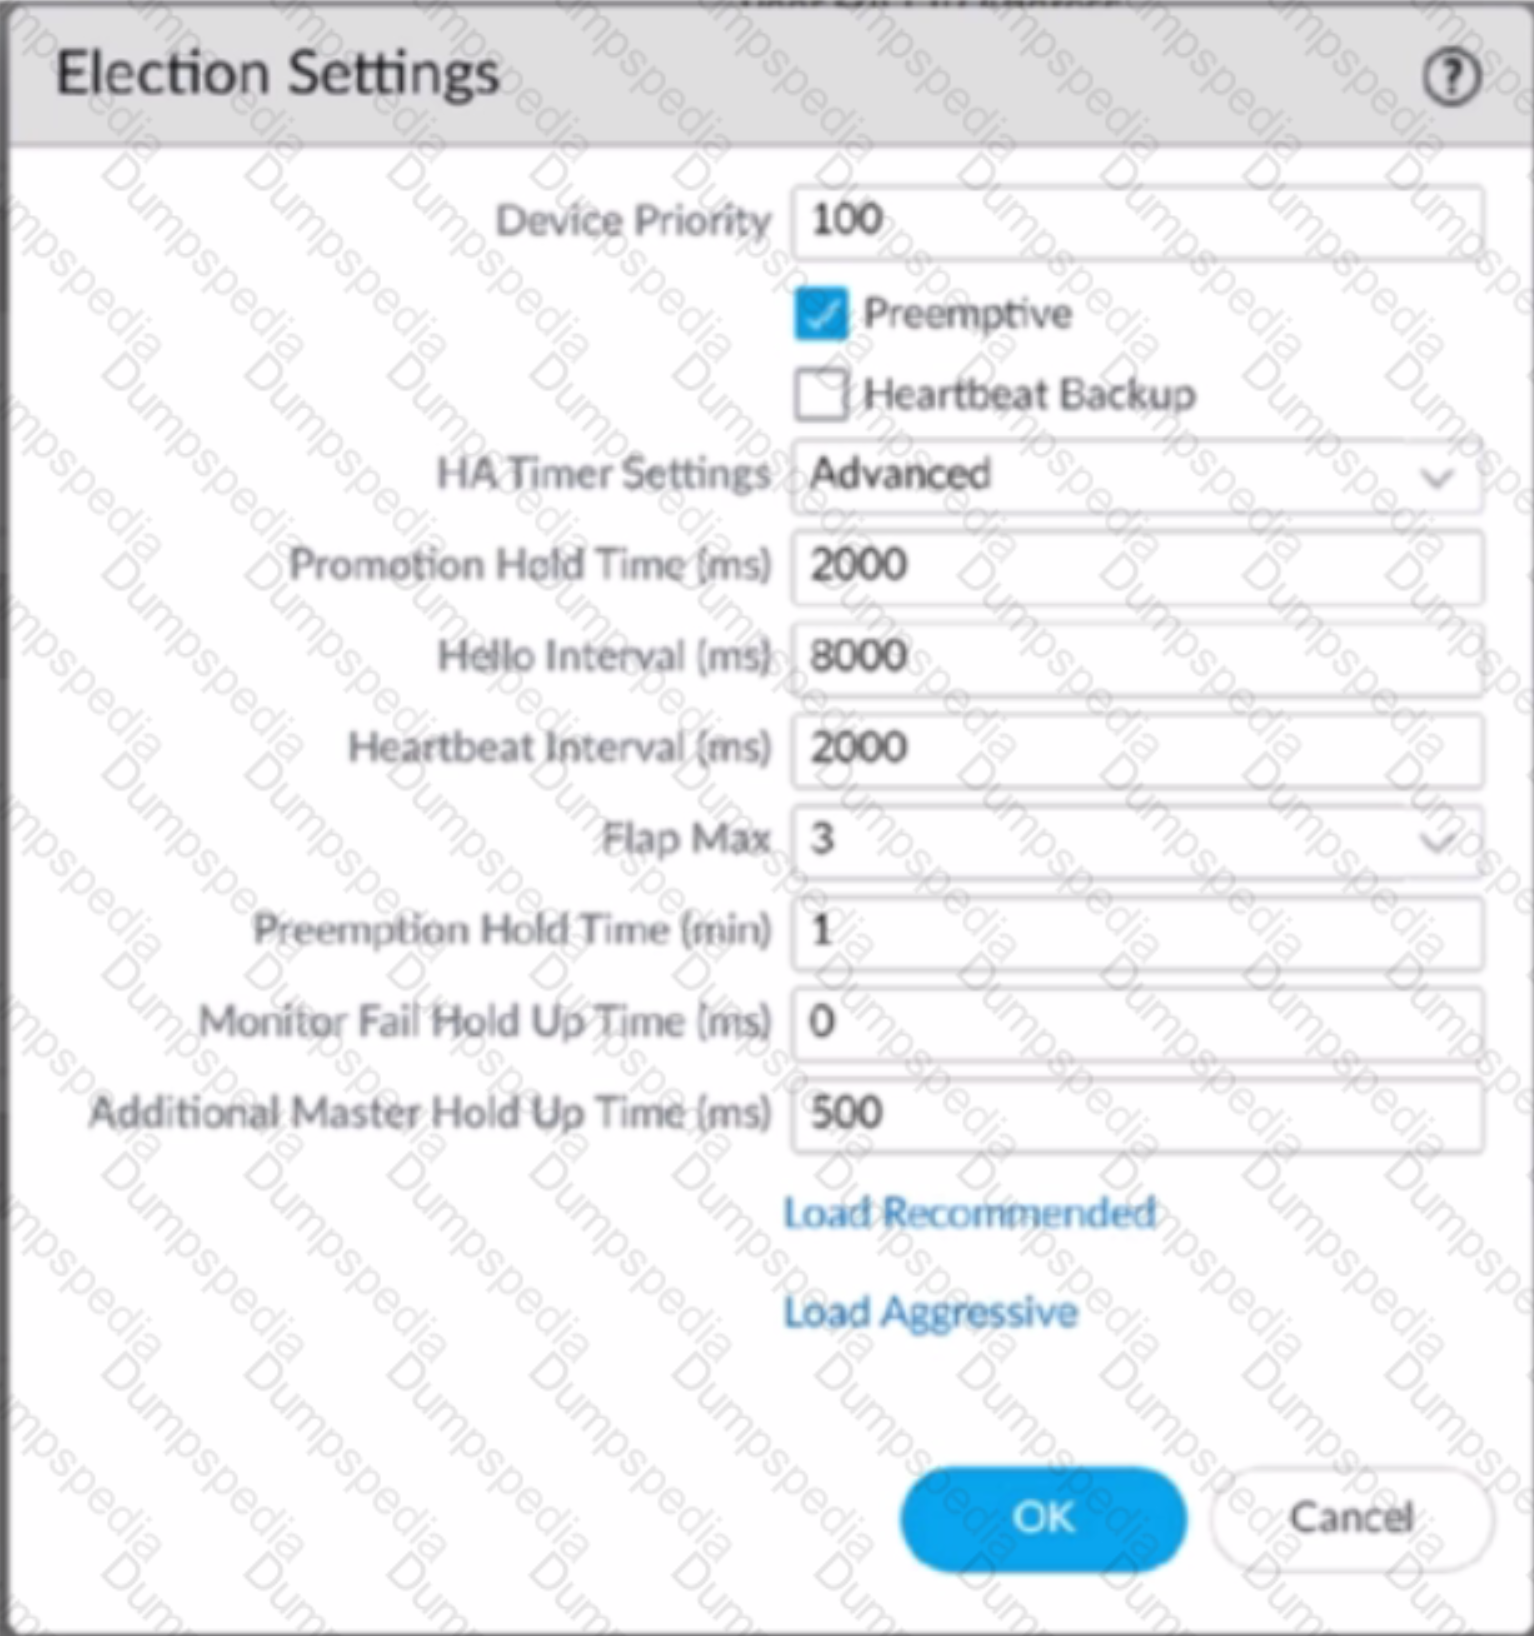 Election Settings ?
Device Priority 100
Preemptive
Heartbeat Backup
HA Timer Settings Advanced
Promotion Hold Time (ms) 2000
Hello Interval (ms) 8000
Heartbeat Interval (ms) 2000
Flap Max 3
Preemption Hold Time (min) 1
Monitor Fail Hold Up Time (ms) 0
Additional Master Hold Up Time (ms) 500
Load Recommended
Load Aggressive
OK Cancel
Dumpspedia